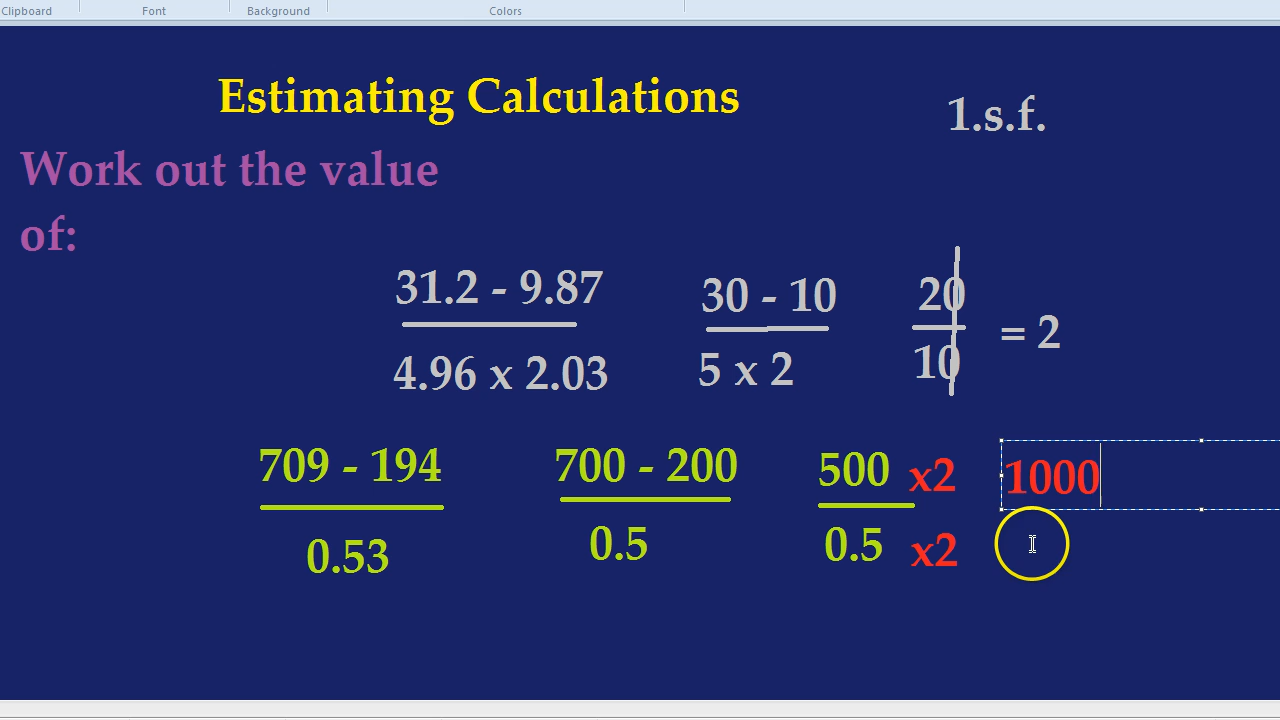 Clipboard Font Background Colors
Estimating Calculations
1.s.f.
Work out the value
of:
31.2 - 9.87
4.96 x 2.03
30 - 10
5 x 2
20
10
= 2
709 - 194
0.53
700 - 200
0.5
500 x2
0.5 x2
1000